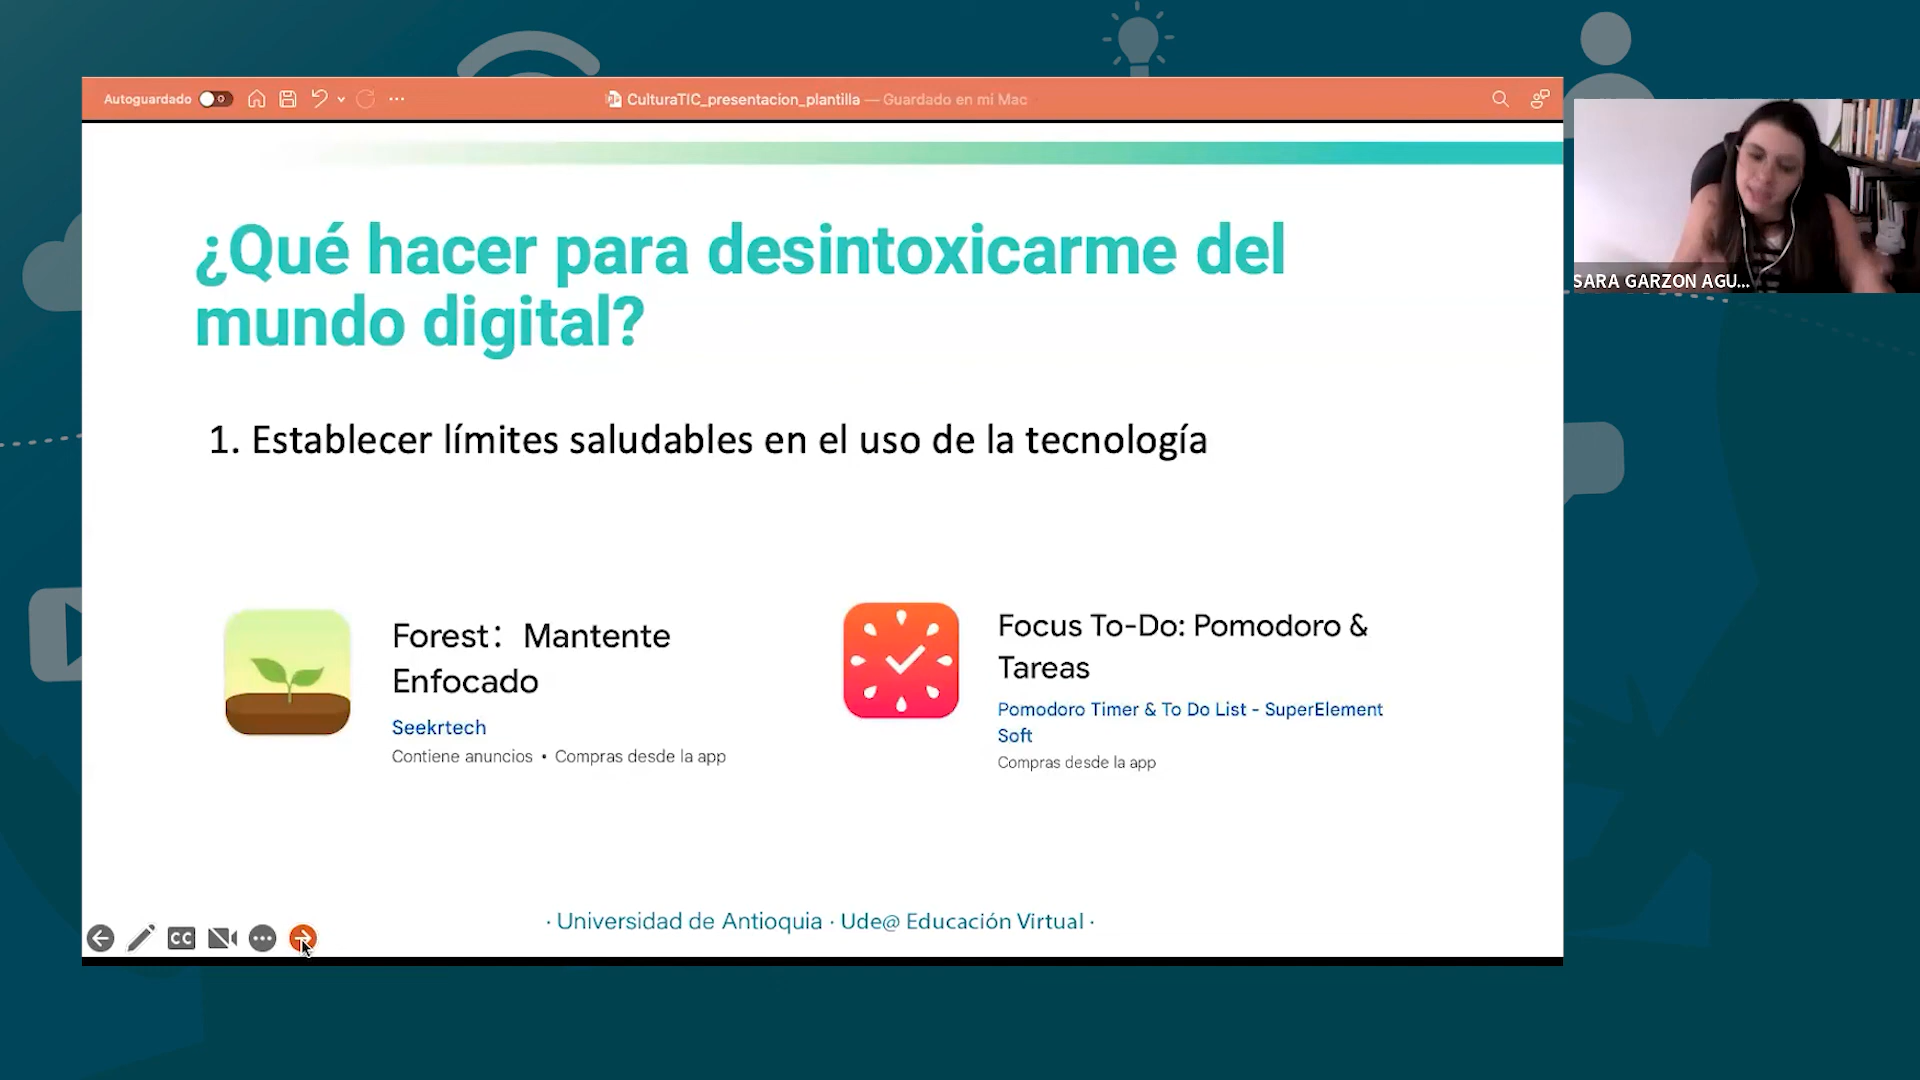 Autoguardado
CulturaTIC_presentacion_plantilla — Guardado en mi Mac
¿Qué hacer para desintoxicarme del
mundo digital?
1. Establecer límites saludables en el uso de la tecnología
Forest: Mantente
Enfocado
Seekrtech
Contiene anuncios • Compras desde la app
Focus To-Do: Pomodoro &
Tareas
Pomodoro Timer & To Do List - SuperElement
Soft
Compras desde la app
· Universidad de Antioquia · Ude@ Educación Virtual ·
CC
SARA GARZON AGU...